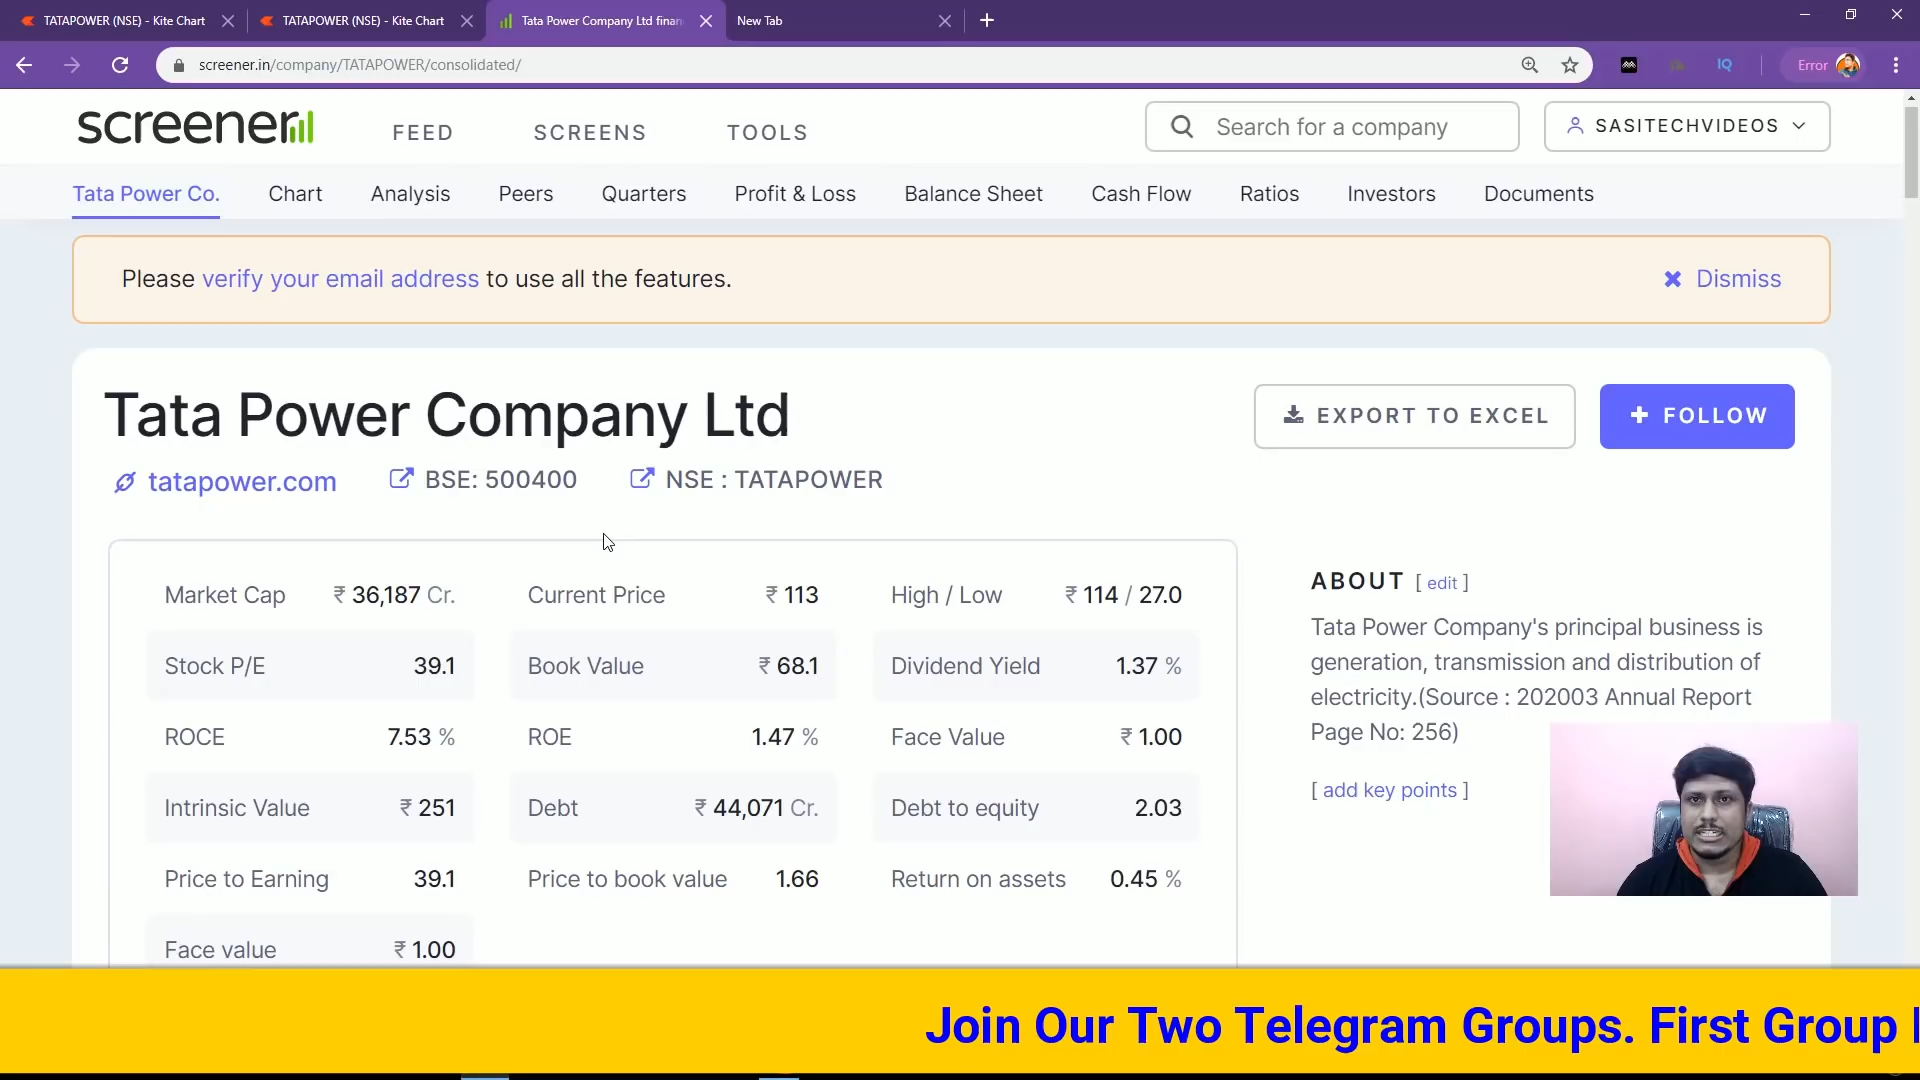 TATAPOWER (NSE) - Kite Chart
TATAPOWER (NSE) - Kite Chart
Tata Power Company Ltd finan
New Tab
screener.in/company/TATAPOWER/consolidated/
IQ
Error
screener
FEED
SCREENS
TOOLS
Search for a company
SASITECHVIDEOS
Tata Power Co.
Chart
Analysis
Peers
Quarters
Profit & Loss
Balance Sheet
Cash Flow
Ratios
Investors
Documents
Please verify your email address to use all the features.
Dismiss
Tata Power Company Ltd
EXPORT TO EXCEL
+ FOLLOW
tatapower.com
BSE: 500400
NSE : TATAPOWER
Market Cap ₹ 36,187 Cr.
Current Price ₹ 113
High / Low ₹ 114 / 27.0
Stock P/E 39.1
Book Value ₹ 68.1
Dividend Yield 1.37 %
ROCE 7.53 %
ROE 1.47 %
Face Value ₹ 1.00
Intrinsic Value ₹ 251
Debt ₹ 44,071 Cr.
Debt to equity 2.03
Price to Earning 39.1
Price to book value 1.66
Return on assets 0.45 %
Face value ₹ 1.00
ABOUT [ edit ]
Tata Power Company's principal business is
generation, transmission and distribution of
electricity.(Source : 202003 Annual Report
Page No: 256)
[ add key points ]
Join Our Two Telegram Groups. First Group